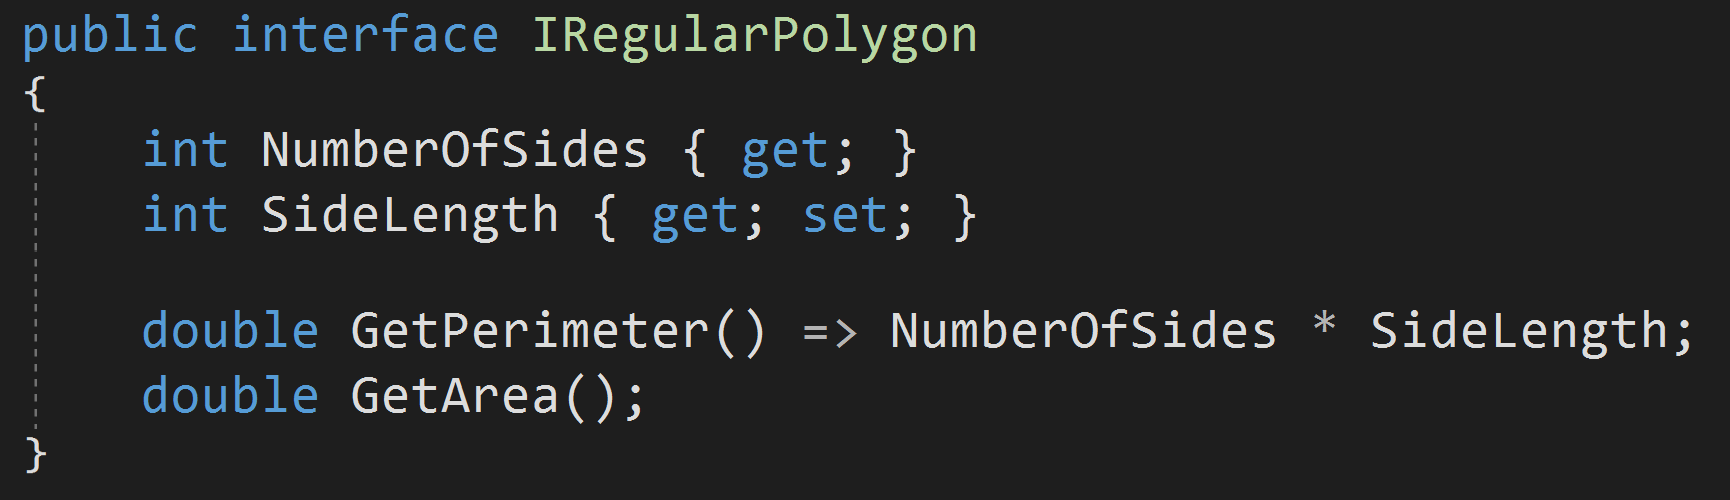 public interface IRegularPolygon
{
    int NumberOfSides { get; }
    int SideLength { get; set; }

    double GetPerimeter() => NumberOfSides * SideLength;
    double GetArea();
}